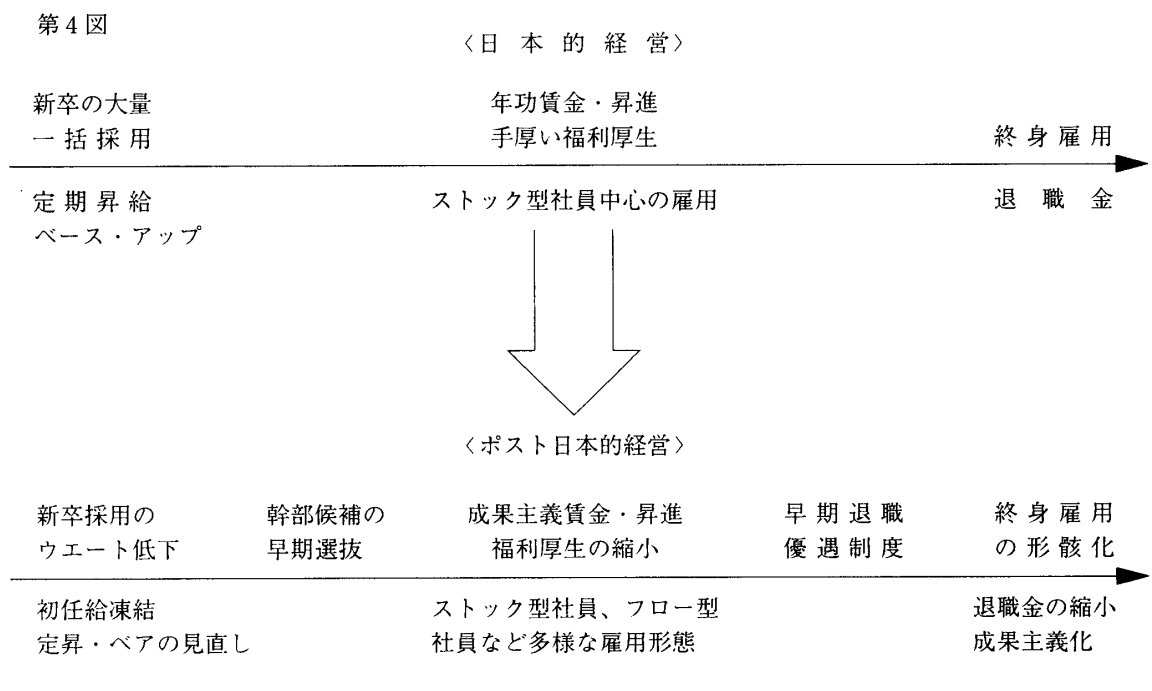 第4図
〈日本的経営〉
新卒の大量
一括採用
年功賃金・昇進
手厚い福利厚生
終身雇用
定期昇給
ベース・アップ
ストック型社員中心の雇用
退職金
〈ポスト日本的経営〉
新卒採用の
ウエート低下
幹部候補の
早期選抜
成果主義賃金・昇進
福利厚生の縮小
早期退職
優遇制度
終身雇用
の形骸化
初任給凍結
定昇・ベアの見直し
ストック型社員、フロー型
社員など多様な雇用形態
退職金の縮小
成果主義化